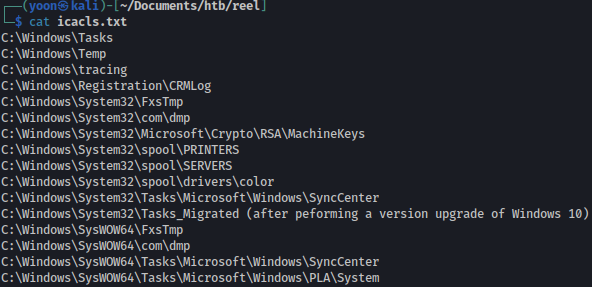 ┌──(yoon㉿kali)-[~/Documents/htb/reel]
└─$ cat icacls.txt
C:\Windows\Tasks
C:\Windows\Temp
C:\windows\tracing
C:\Windows\Registration\CRMLog
C:\Windows\System32\FxsTmp
C:\Windows\System32\com\dmp
C:\Windows\System32\Microsoft\Crypto\RSA\MachineKeys
C:\Windows\System32\spool\PRINTERS
C:\Windows\System32\spool\SERVERS
C:\Windows\System32\spool\drivers\color
C:\Windows\System32\Tasks\Microsoft\Windows\SyncCenter
C:\Windows\System32\Tasks_Migrated (after peforming a version upgrade of Windows 10)
C:\Windows\SysWOW64\FxsTmp
C:\Windows\SysWOW64\com\dmp
C:\Windows\SysWOW64\Tasks\Microsoft\Windows\SyncCenter
C:\Windows\SysWOW64\Tasks\Microsoft\Windows\PLA\System